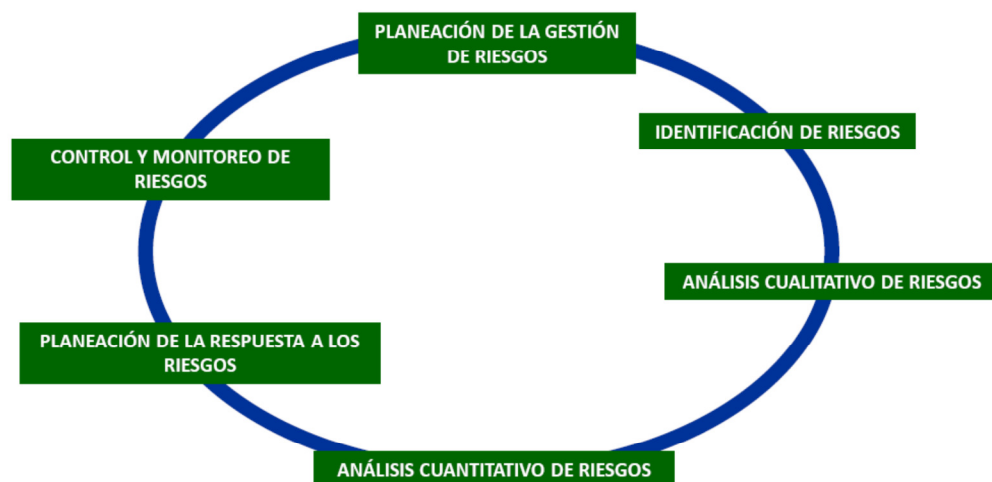 PLANEACIÓN DE LA GESTIÓN
DE RIESGOS
IDENTIFICACIÓN DE RIESGOS
ANÁLISIS CUALITATIVO DE RIESGOS
ANÁLISIS CUANTITATIVO DE RIESGOS
PLANEACIÓN DE LA RESPUESTA A LOS
RIESGOS
CONTROL Y MONITOREO DE
RIESGOS